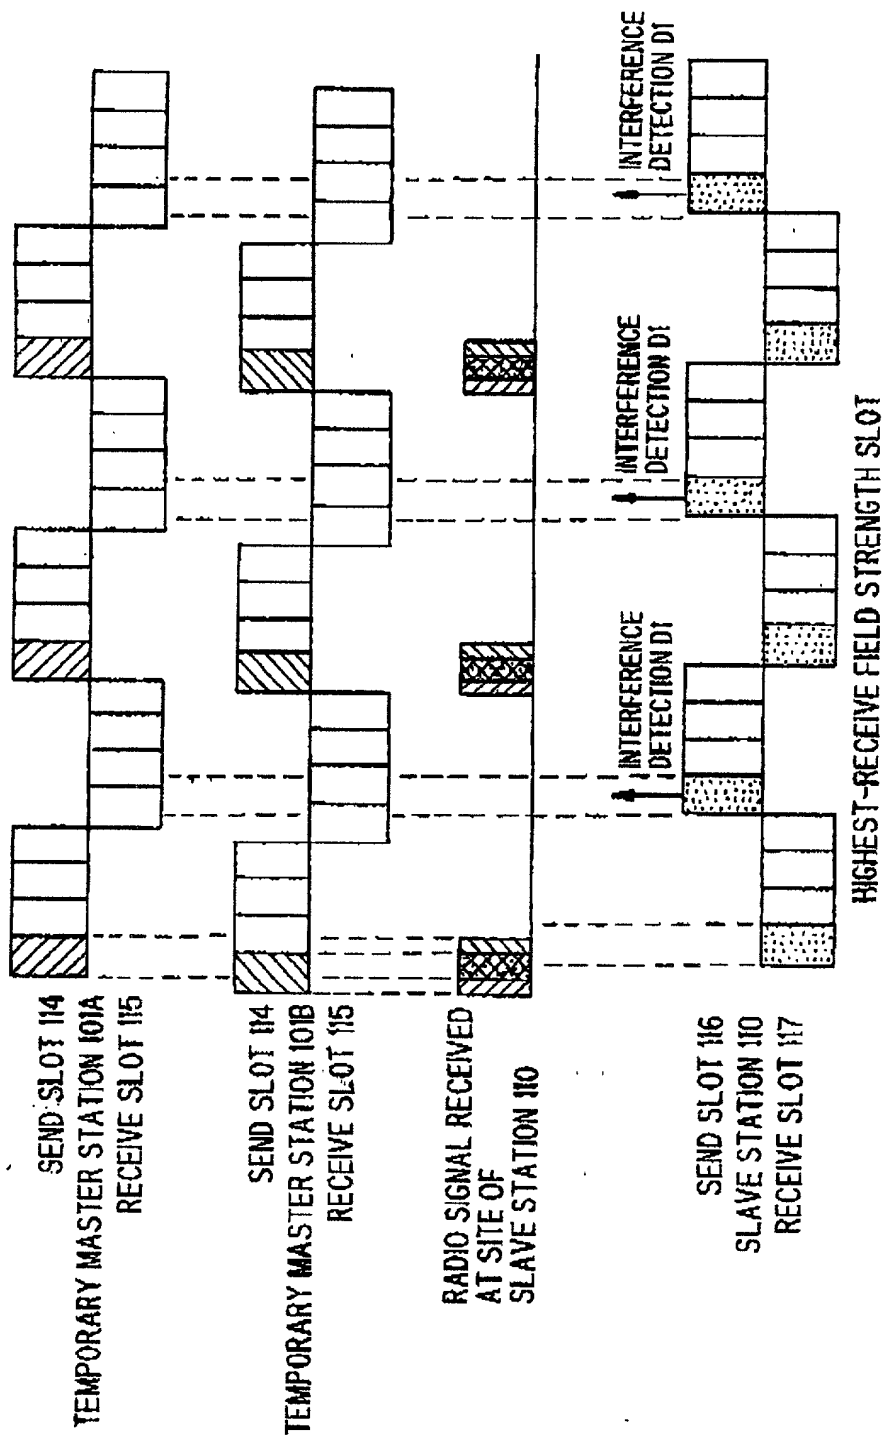 SEND SLOT 114
TEMPORARY MASTER STATION 101A
RECEIVE SLOT 115
SEND SLOT 114
TEMPORARY MASTER STATION 101B
RECEIVE SLOT 115
RADIO SIGNAL RECEIVED
AT SITE OF
SLAVE STATION 110
INTERFERENCE
DETECTION D1
INTERFERENCE
DETECTION D1
INTERFERENCE
DETECTION D1
SEND SLOT 116
SLAVE STATION 110
RECEIVE SLOT 117
HIGHEST-RECEIVE FIELD STRENGTH SLOT